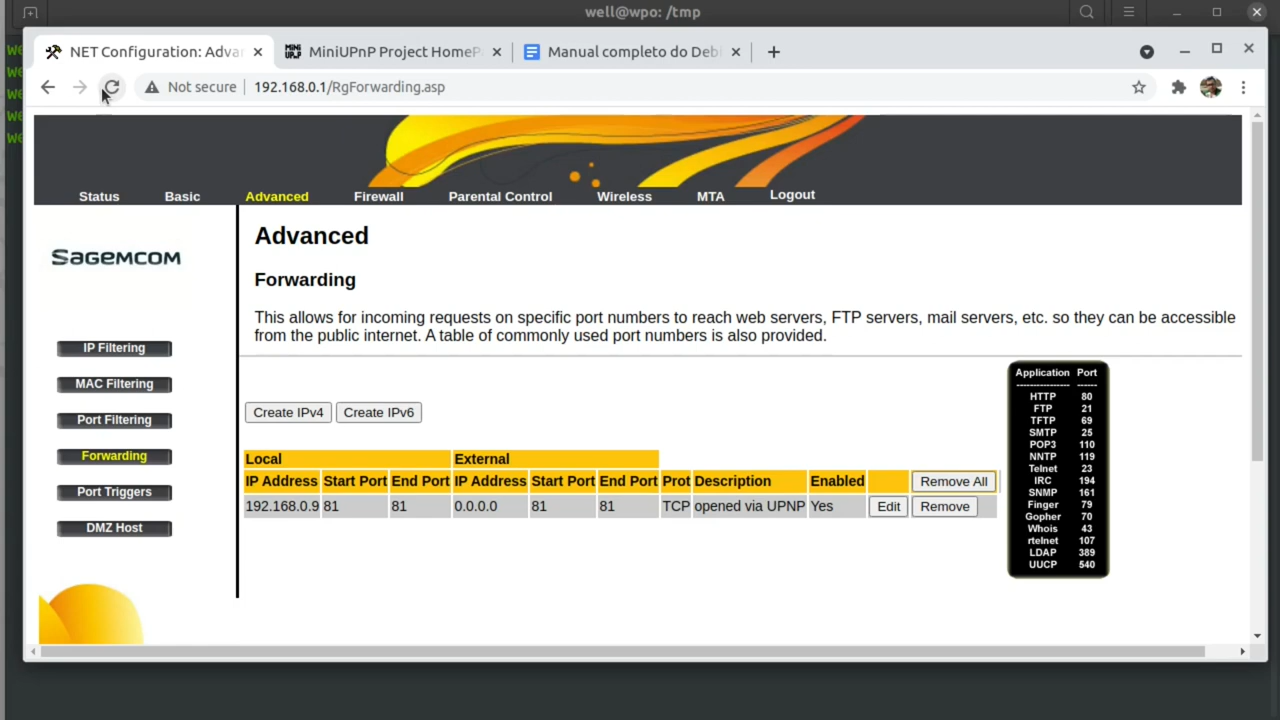 well@wpo: /tmp
NET Configuration: Adva
MiniUPnP Project HomeP
Manual completo do Deb
Not secure
192.168.0.1/RgForwarding.asp
Status Basic Advanced Firewall Parental Control Wireless MTA Logout
SAGEMCOM
IP Filtering
MAC Filtering
Port Filtering
Forwarding
Port Triggers
DMZ Host
Advanced
Forwarding
This allows for incoming requests on specific port numbers to reach web servers, FTP servers, mail servers, etc. so they can be accessible
from the public internet. A table of commonly used port numbers is also provided.
Create IPv4 Create IPv6
Local External
IP Address Start Port End Port IP Address Start Port End Port Prot Description Enabled Remove All
192.168.0.9 81 81 0.0.0.0 81 81 TCP opened via UPNP Yes Edit Remove
Application Port
---------------- ------
HTTP 80
FTP 21
TFTP 69
SMTP 25
POP3 110
NNTP 119
Telnet 23
IRC 194
SNMP 161
Finger 79
Gopher 70
Whois 43
rtelnet 107
LDAP 389
UUCP 540